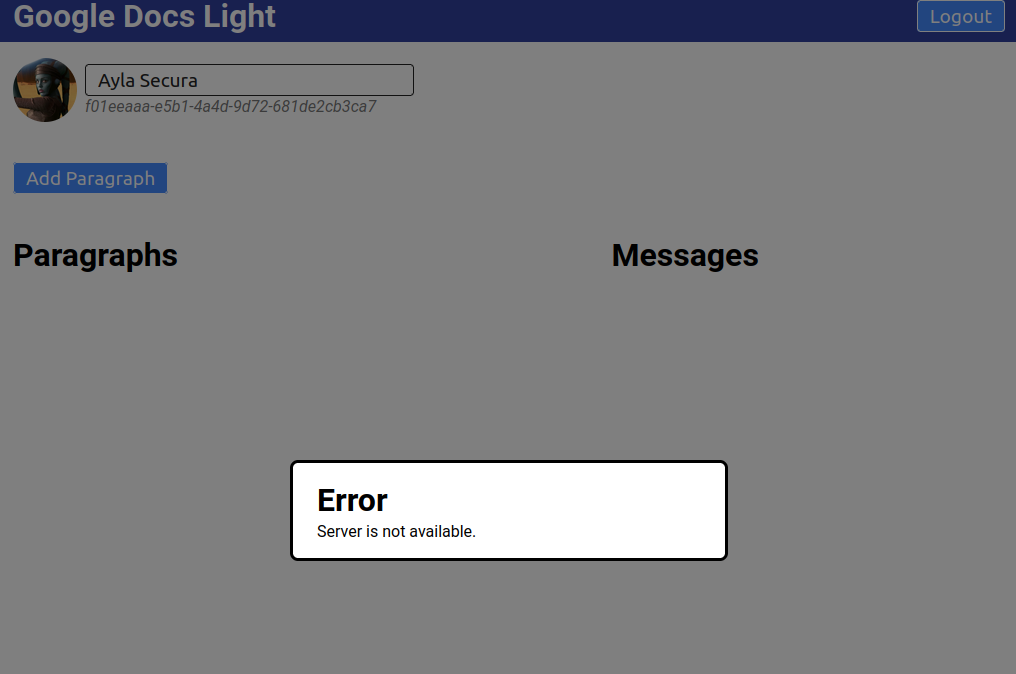 Google Docs Light
Logout
Ayla Secura
f01eeaaa-e5b1-4a4d-9d72-681de2cb3ca7
Add Paragraph
Paragraphs
Messages
Error
Server is not available.